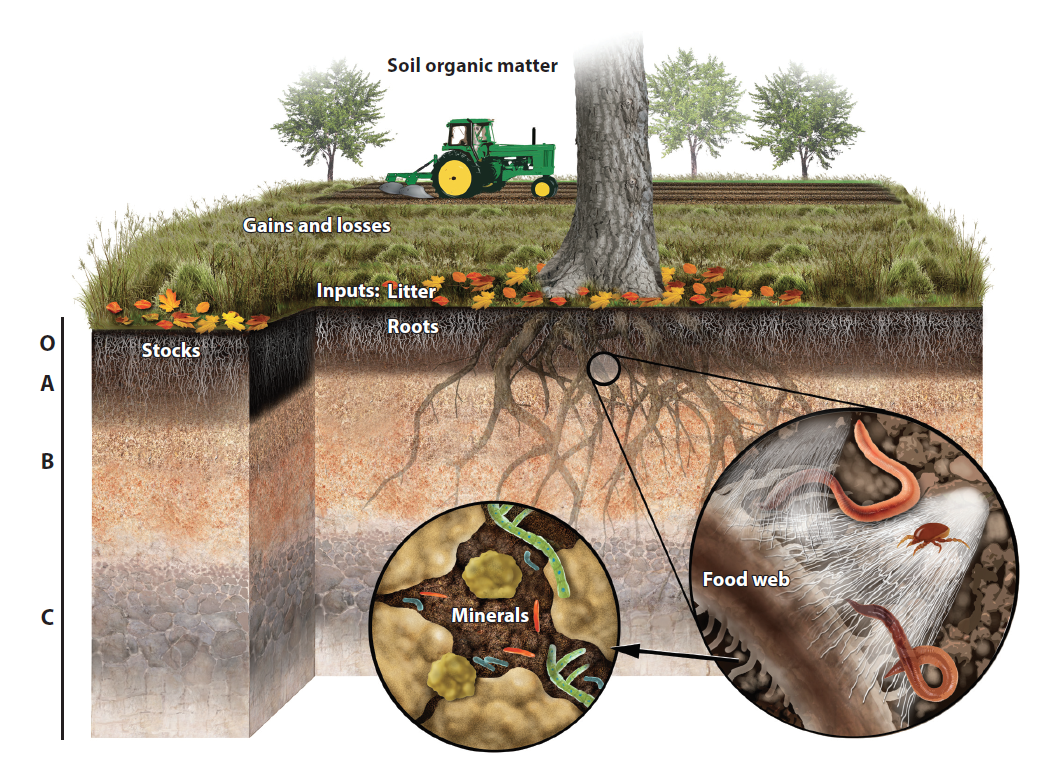 Soil organic matter
Gains and losses
Inputs: Litter
Roots
Stocks
O
A
B
C
Food web
Minerals